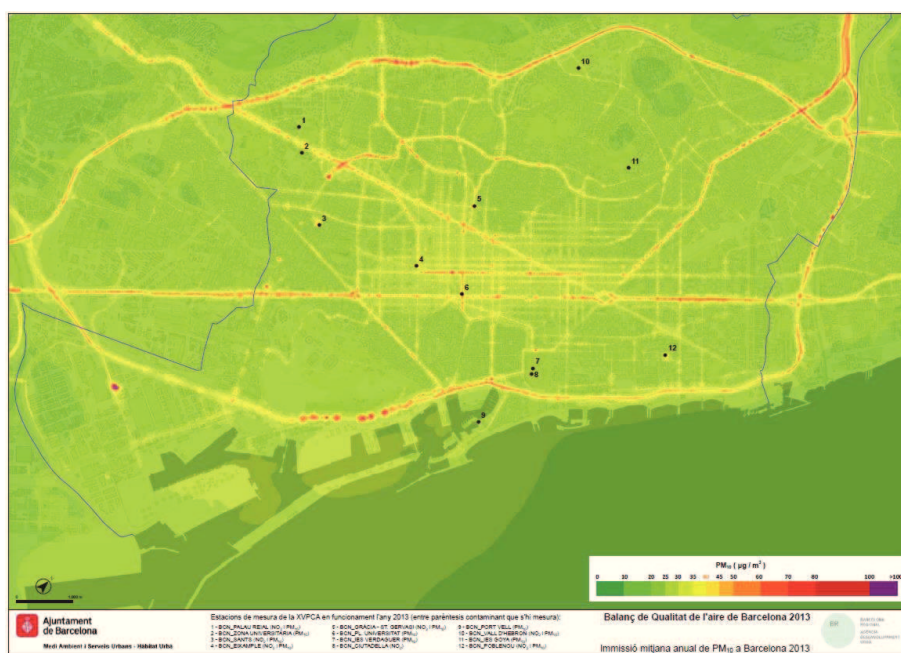 10
1
2
11
5
3
4
6
12
7
8
9
PM₁₀ ( µg / m³ )
0 10 20 25 30 35 40 45 50 60 70 80 100 >100
Ajuntament
de Barcelona
Medi Ambient i Serveis Urbans - Hàbitat Urbà
Estacions de mesura de la XVPCA en funcionament l'any 2013 (entre parèntesis contaminant que s'hi mesura):
1 - BCN_PALAU REIAL (NO₂ I PM₁₀)
2 - BCN_ZONA UNIVERSITÀRIA (PM₁₀)
3 - BCN_SANTS (NO₂ I PM₁₀)
4 - BCN_EIXAMPLE (NO₂ I PM₁₀)
5 - BCN_GRÀCIA - ST. GERVASI (NO₂ I PM₁₀)
6 - BCN_PL. UNIVERSITAT (PM₁₀)
7 - BCN_IES VERDAGUER (PM₁₀)
8 - BCN_CIUTADELLA (NO₂)
9 - BCN_PORT VELL (PM₁₀)
10 - BCN_VALL D'HEBRON (NO₂ I PM₁₀)
11 - BCN_IES GOYA (PM₁₀)
12 - BCN_POBLENOU (NO₂ I PM₁₀)
Balanç de Qualitat de l'aire de Barcelona 2013
Immissió mitjana anual de PM₁₀ a Barcelona 2013